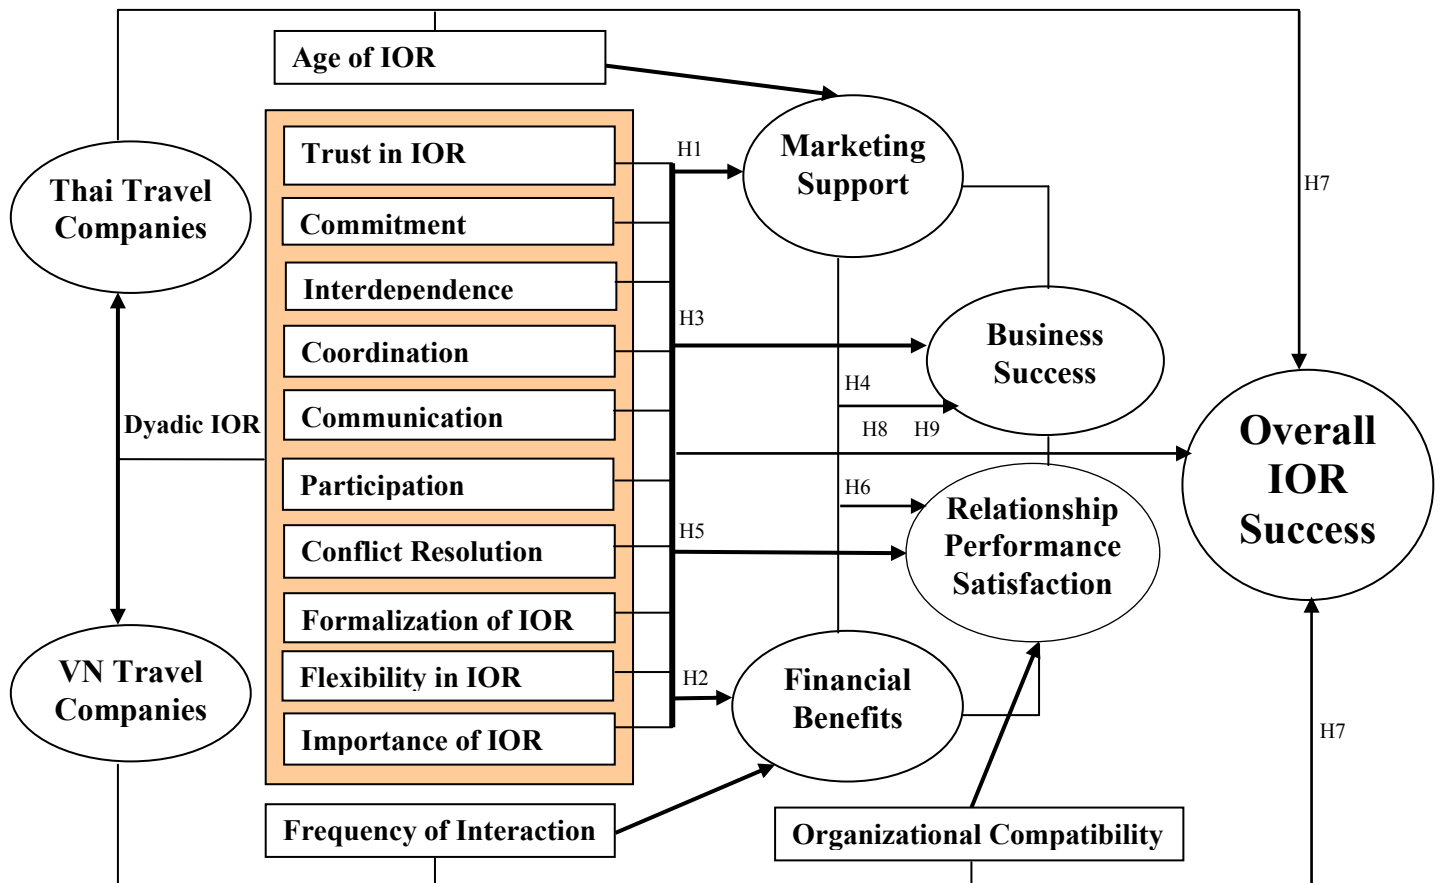 Age of IOR
Trust in IOR
Commitment
Interdependence
Coordination
Communication
Participation
Conflict Resolution
Formalization of IOR
Flexibility in IOR
Importance of IOR
Frequency of Interaction
Thai Travel
Companies
Dyadic IOR
VN Travel
Companies
H1
H3
H5
H2
Marketing
Support
H4
H8 H9
H6
Business
Success
Relationship
Performance
Satisfaction
Financial
Benefits
Organizational Compatibility
H7
Overall
IOR
Success
H7